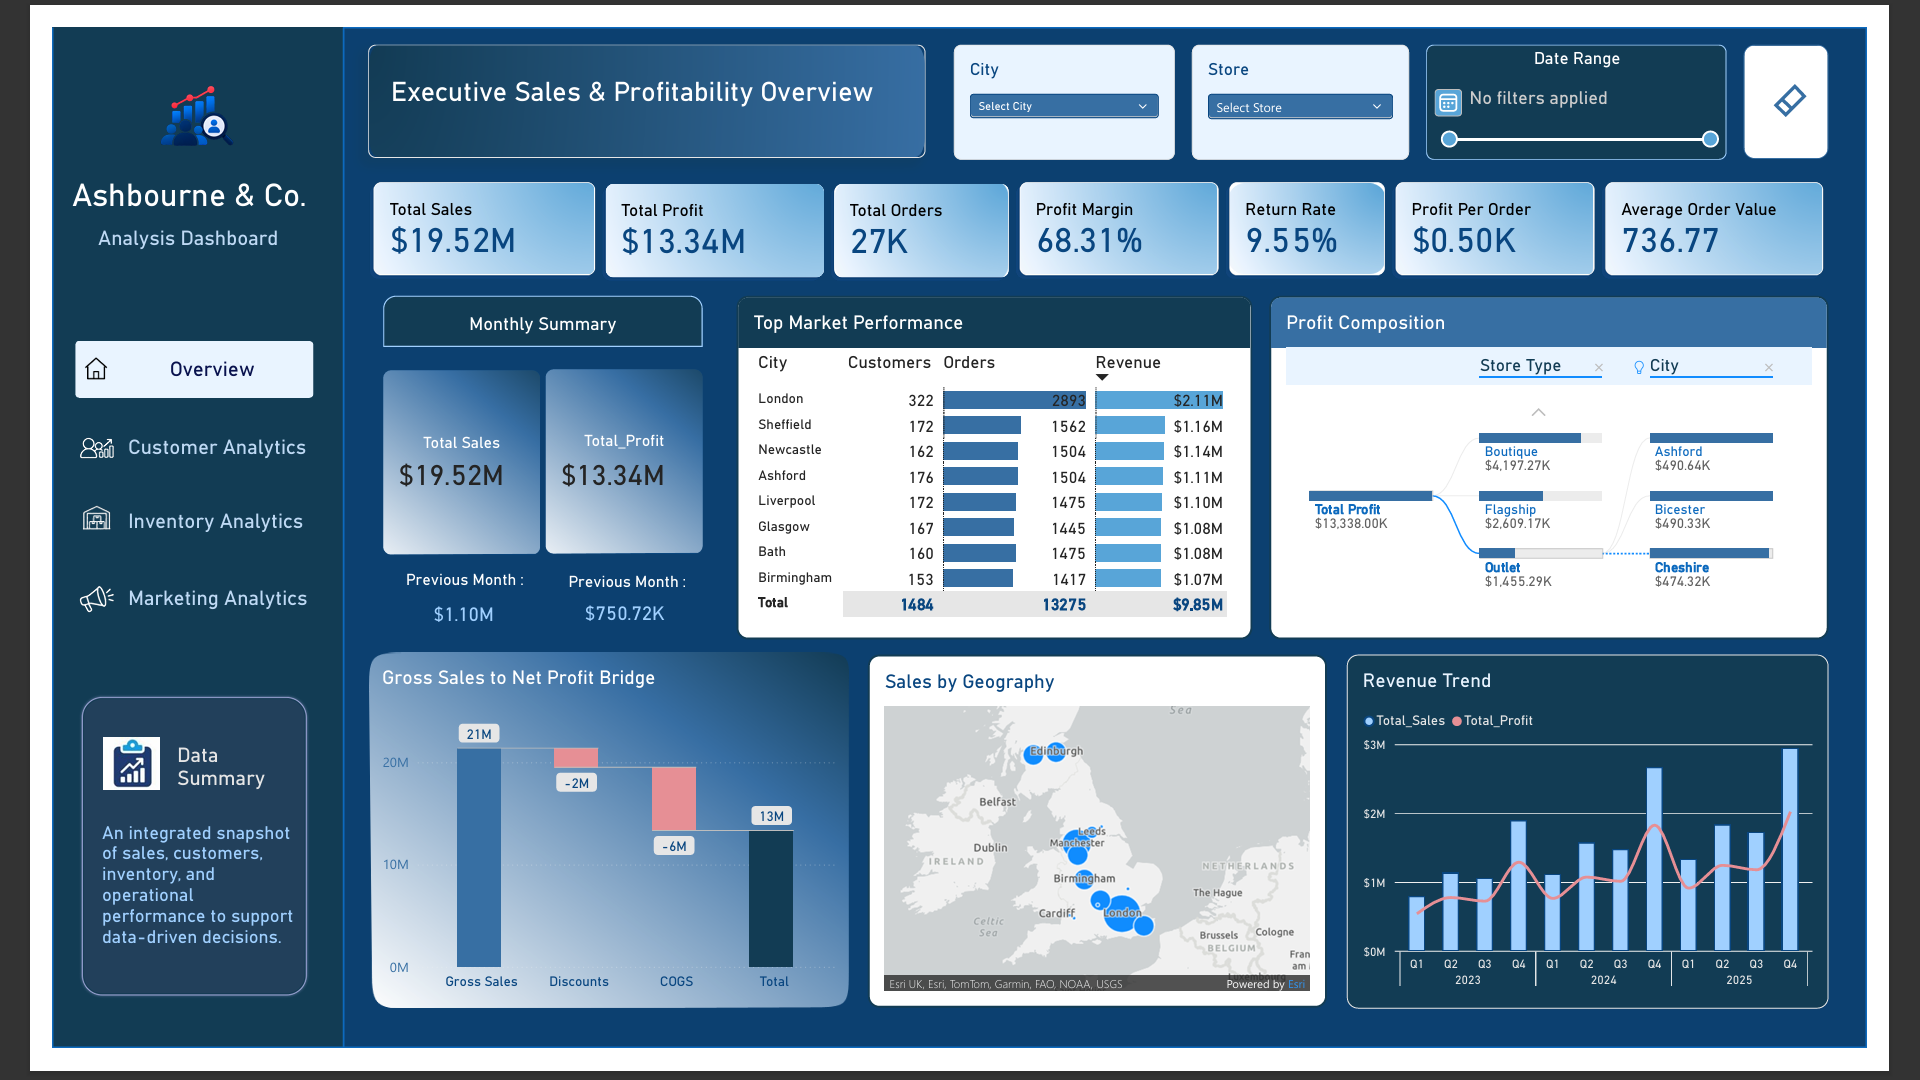 Ashbourne & Co.
Analysis Dashboard
Overview
Customer Analytics
Inventory Analytics
Marketing Analytics
Data
Summary
An integrated snapshot
of sales, customers,
inventory, and
operational
performance to support
data-driven decisions.
Executive Sales & Profitability Overview
City
Select City
Store
Select Store
Date Range
No filters applied
Total Sales
$19.52M
Total Profit
$13.34M
Total Orders
27K
Profit Margin
68.31%
Return Rate
9.55%
Profit Per Order
$0.50K
Average Order Value
736.77
Monthly Summary
Total Sales
$19.52M
Total_Profit
$13.34M
Previous Month :
$1.10M
Previous Month :
$750.72K
Top Market Performance
City Customers Orders Revenue
London 322 2893 $2.11M
Sheffield 172 1562 $1.16M
Newcastle 162 1504 $1.14M
Ashford 176 1504 $1.11M
Liverpool 172 1475 $1.10M
Glasgow 167 1445 $1.08M
Bath 160 1475 $1.08M
Birmingham 153 1417 $1.07M
Total 1484 13275 $9.85M
Profit Composition
Store Type
City
Total Profit
$13,338.00K
Boutique
$4,197.27K
Flagship
$2,609.17K
Outlet
$1,455.29K
Ashford
$490.64K
Bicester
$490.33K
Cheshire
$474.32K
Gross Sales to Net Profit Bridge
20M
10M
0M
21M
-2M
-6M
13M
Gross Sales Discounts COGS Total
Sales by Geography
Sea
Edinburgh
Belfast
Leeds
Dublin
Manchester
IRELAND
NETHERLANDS
Birmingham
The Hague
Cardiff
London
Celtic
Sea
Brussels
Cologne
BELGIUM
Fran
am
Luxembourg
Esri UK, Esri, TomTom, Garmin, FAO, NOAA, USGS
Powered by Esri
Revenue Trend
Total_Sales Total_Profit
$3M
$2M
$1M
$0M
Q1 Q2 Q3 Q4 Q1 Q2 Q3 Q4 Q1 Q2 Q3 Q4
2023 2024 2025